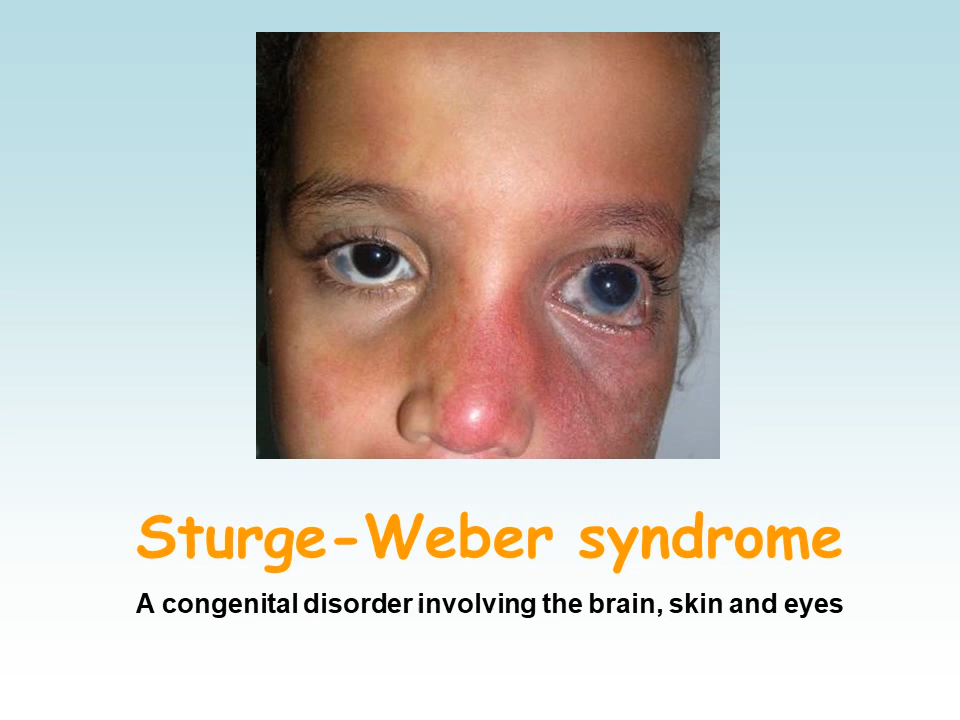 Sturge-Weber syndrome
A congenital disorder involving the brain, skin and eyes